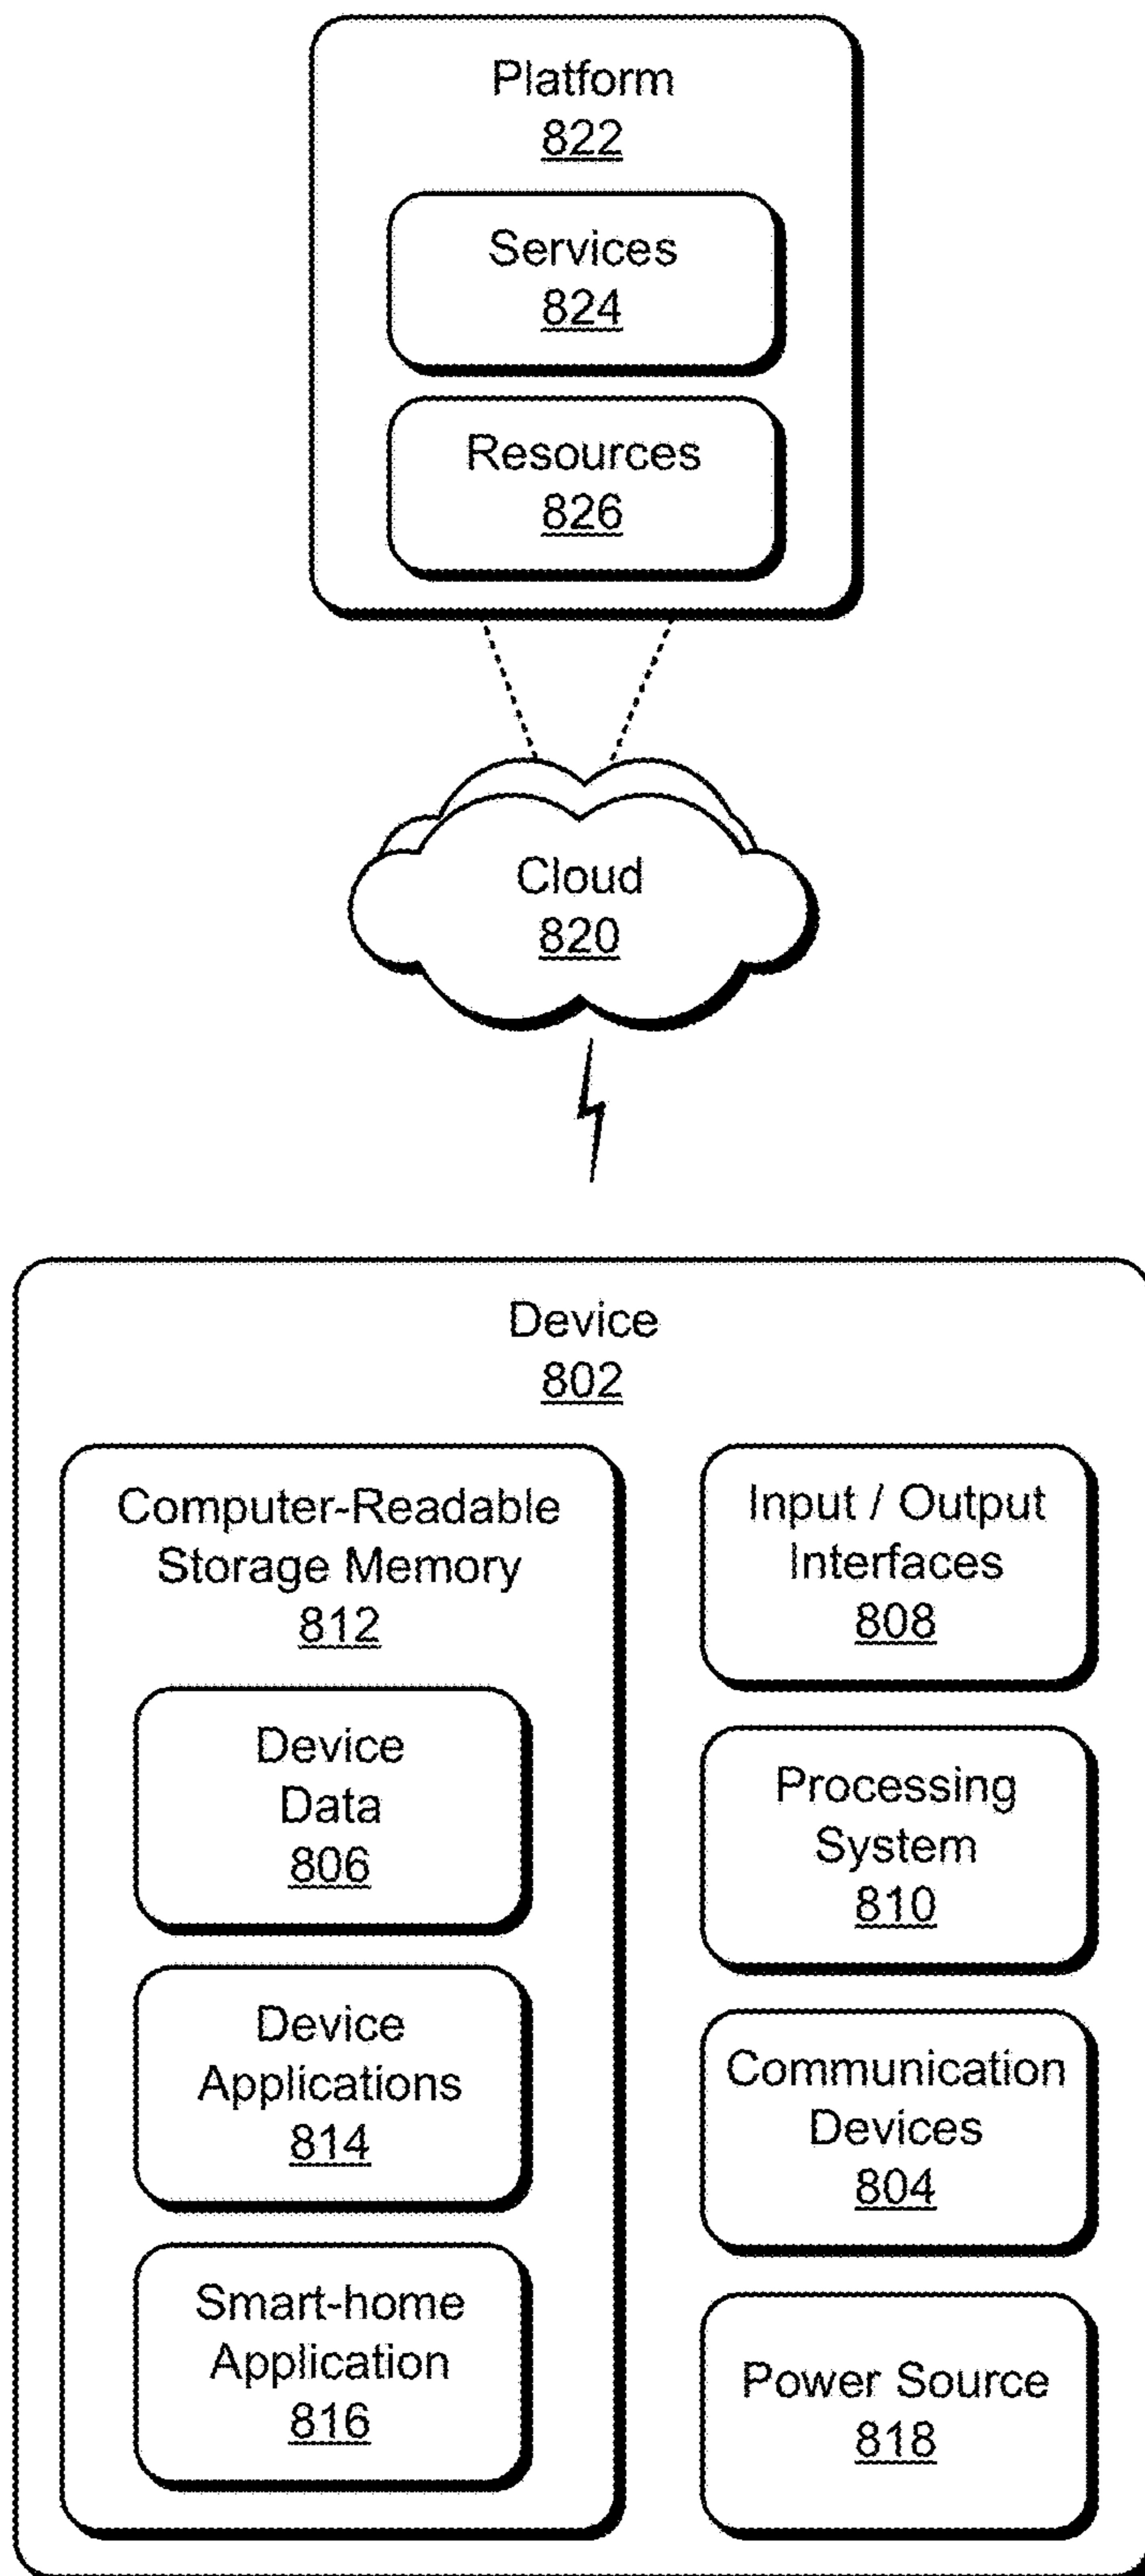 Platform
822
Services
824
Resources
826
Cloud
820
Device
802
Computer-Readable
Storage Memory
812
Device
Data
806
Device
Applications
814
Smart-home
Application
816
Input / Output
Interfaces
808
Processing
System
810
Communication
Devices
804
Power Source
818